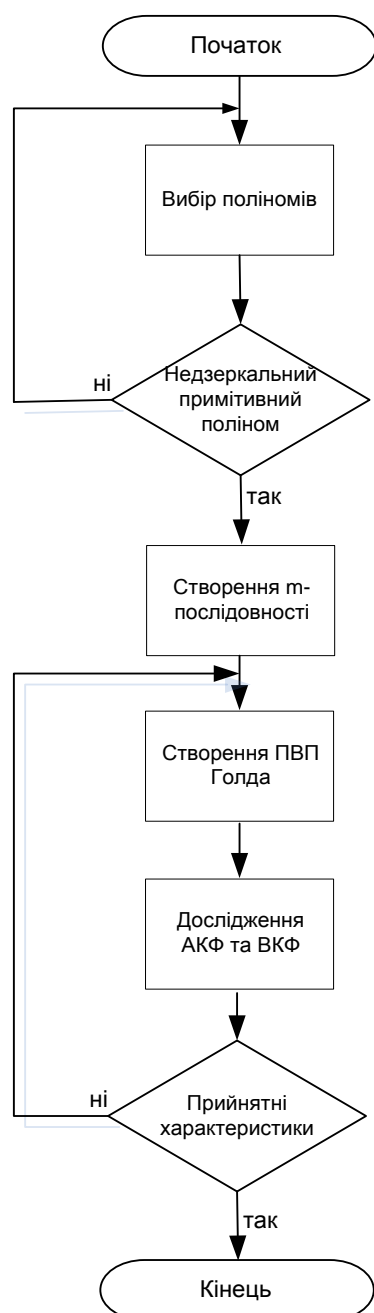 Початок
Вибір поліномів
Недзеркальний
примітивний
поліном
ні
так
Створення m-
послідовності
Створення ПВП
Голда
Дослідження
АКФ та ВКФ
Прийнятні
характеристики
ні
так
Кінець